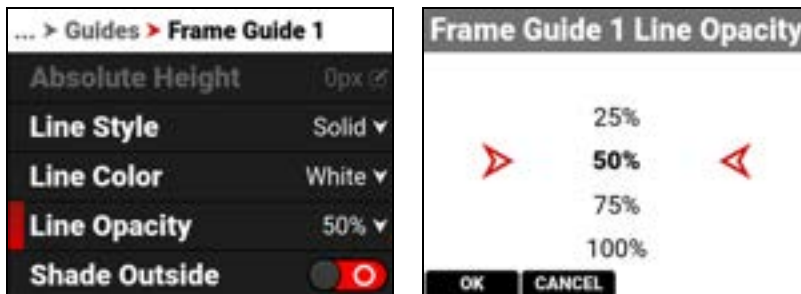 ... > Guides > Frame Guide 1
Absolute Height 0px
Line Style Solid
Line Color White
Line Opacity 50%
Shade Outside
Frame Guide 1 Line Opacity
25%
50%
75%
100%
OK CANCEL